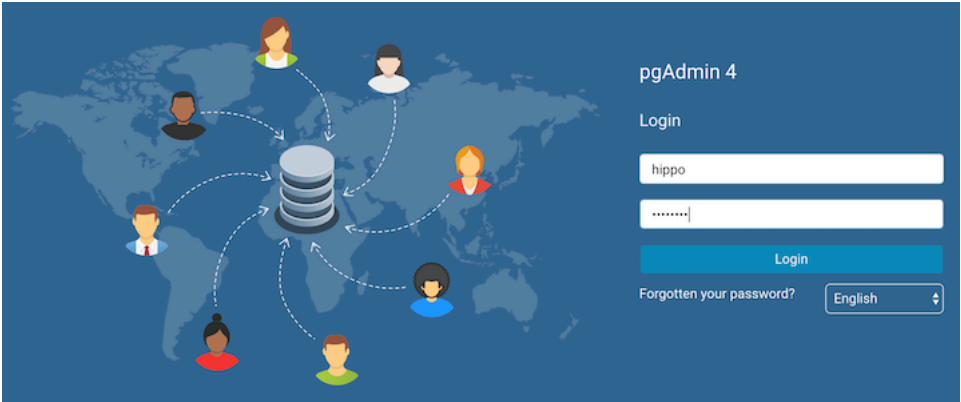 pgAdmin 4
Login
hippo
••••••••
Login
Forgotten your password?
English